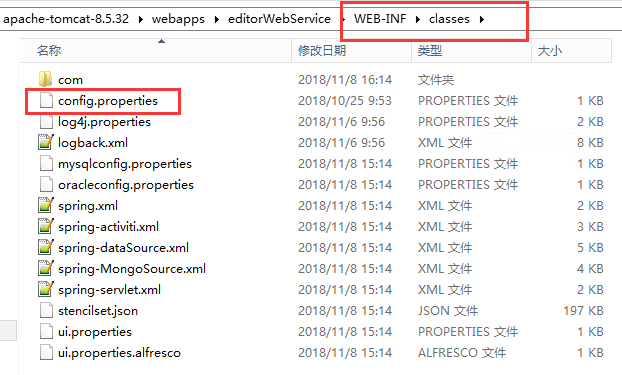 apache-tomcat-8.5.32 ▸ webapps ▸ editorWebService ▸ WEB-INF ▸ classes ▸
名称 修改日期 类型 大小
com 2018/11/8 16:14 文件夹
config.properties 2018/10/25 9:53 PROPERTIES 文件 1 KB
log4j.properties 2018/11/6 9:56 PROPERTIES 文件 2 KB
logback.xml 2018/11/6 9:56 XML 文件 8 KB
mysqlconfig.properties 2018/11/8 15:14 PROPERTIES 文件 1 KB
oracleconfig.properties 2018/11/8 15:14 PROPERTIES 文件 1 KB
spring.xml 2018/11/8 15:14 XML 文件 2 KB
spring-activiti.xml 2018/11/8 15:14 XML 文件 3 KB
spring-dataSource.xml 2018/11/8 15:14 XML 文件 5 KB
spring-MongoSource.xml 2018/11/8 15:14 XML 文件 4 KB
spring-servlet.xml 2018/11/8 15:14 XML 文件 2 KB
stencilset.json 2018/11/8 15:14 JSON 文件 197 KB
ui.properties 2018/11/8 15:14 PROPERTIES 文件 1 KB
ui.properties.alfresco 2018/11/8 15:14 ALFRESCO 文件 1 KB